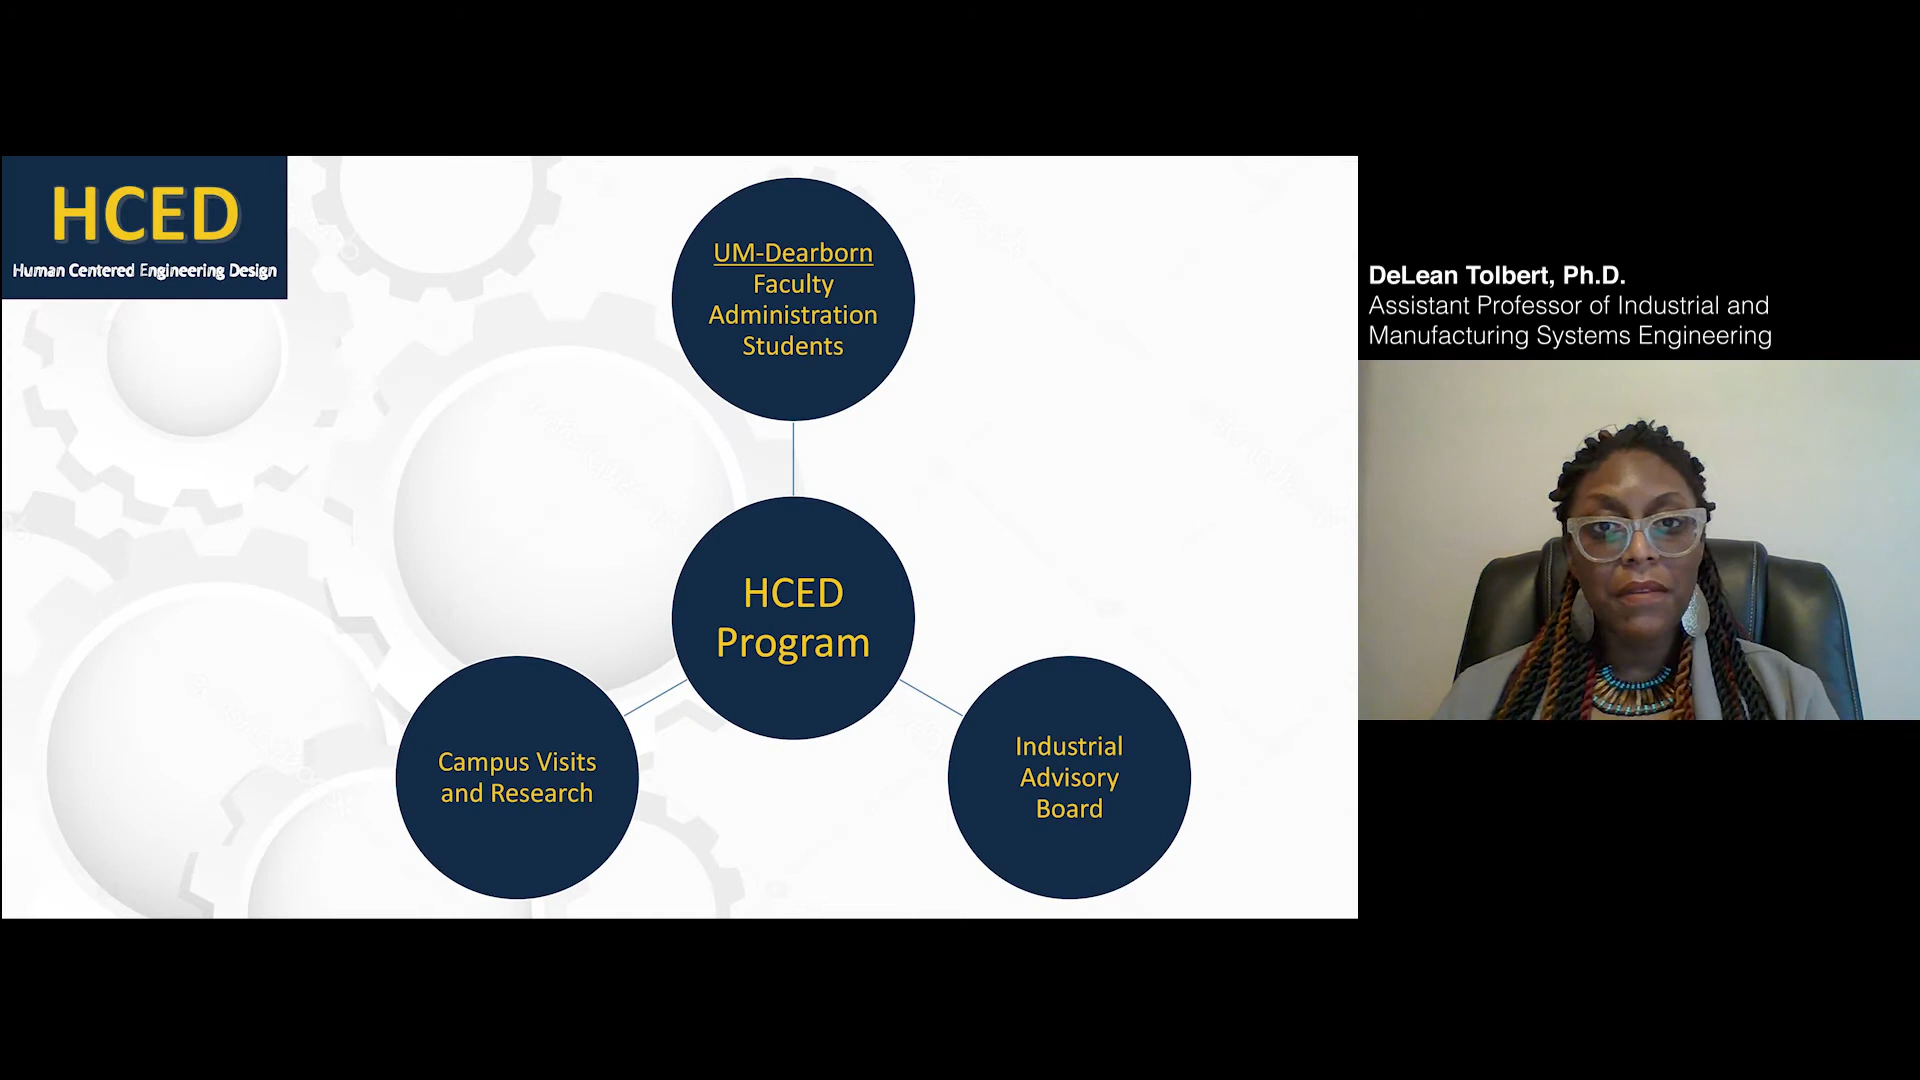 HCED
Human Centered Engineering Design
UM-Dearborn
Faculty
Administration
Students
HCED
Program
Campus Visits
and Research
Industrial
Advisory
Board
DeLean Tolbert, Ph.D.
Assistant Professor of Industrial and
Manufacturing Systems Engineering